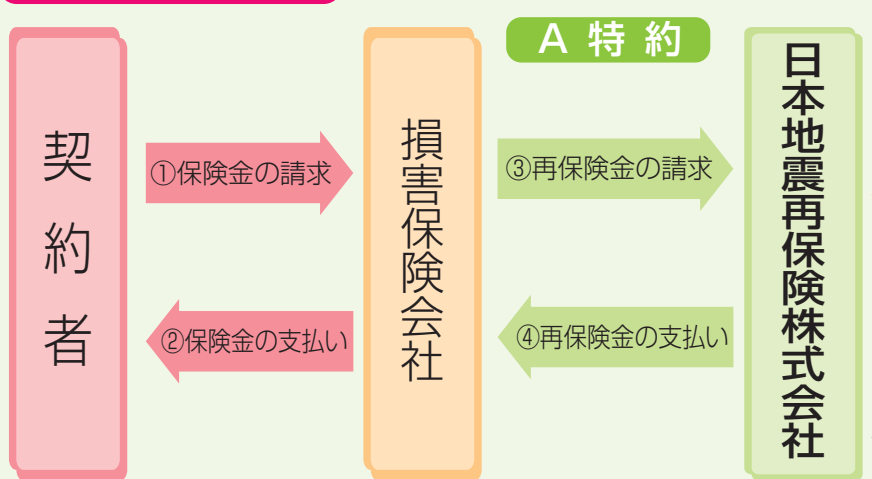 A 特約
契約者
①保険金の請求
②保険金の支払い
損害保険会社
③再保険金の請求
④再保険金の支払い
日本地震再保険株式会社